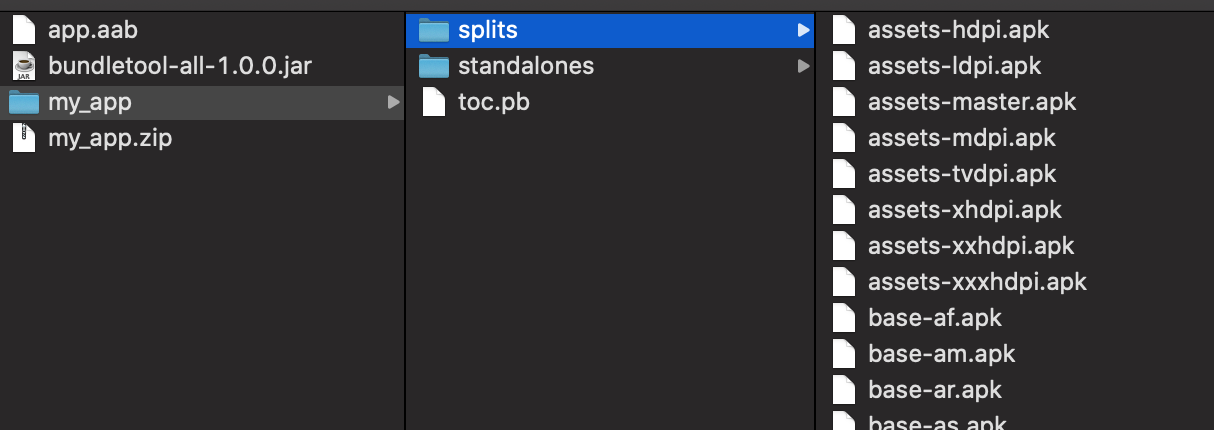 app.aab
bundletool-all-1.0.0.jar
my_app
my_app.zip
splits
standalones
toc.pb
assets-hdpi.apk
assets-ldpi.apk
assets-master.apk
assets-mdpi.apk
assets-tvdpi.apk
assets-xhdpi.apk
assets-xxhdpi.apk
assets-xxxhdpi.apk
base-af.apk
base-am.apk
base-ar.apk
base-as.apk